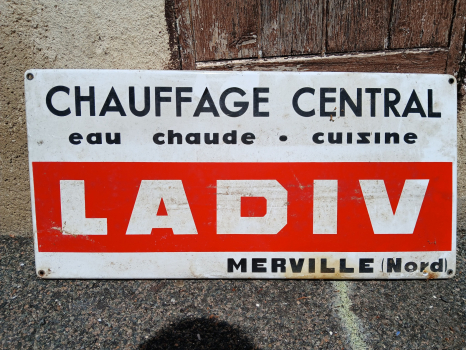 CHAUFFAGE CENTRAL
eau chaude • cuisine
LADIV
MERVILLE (Nord)